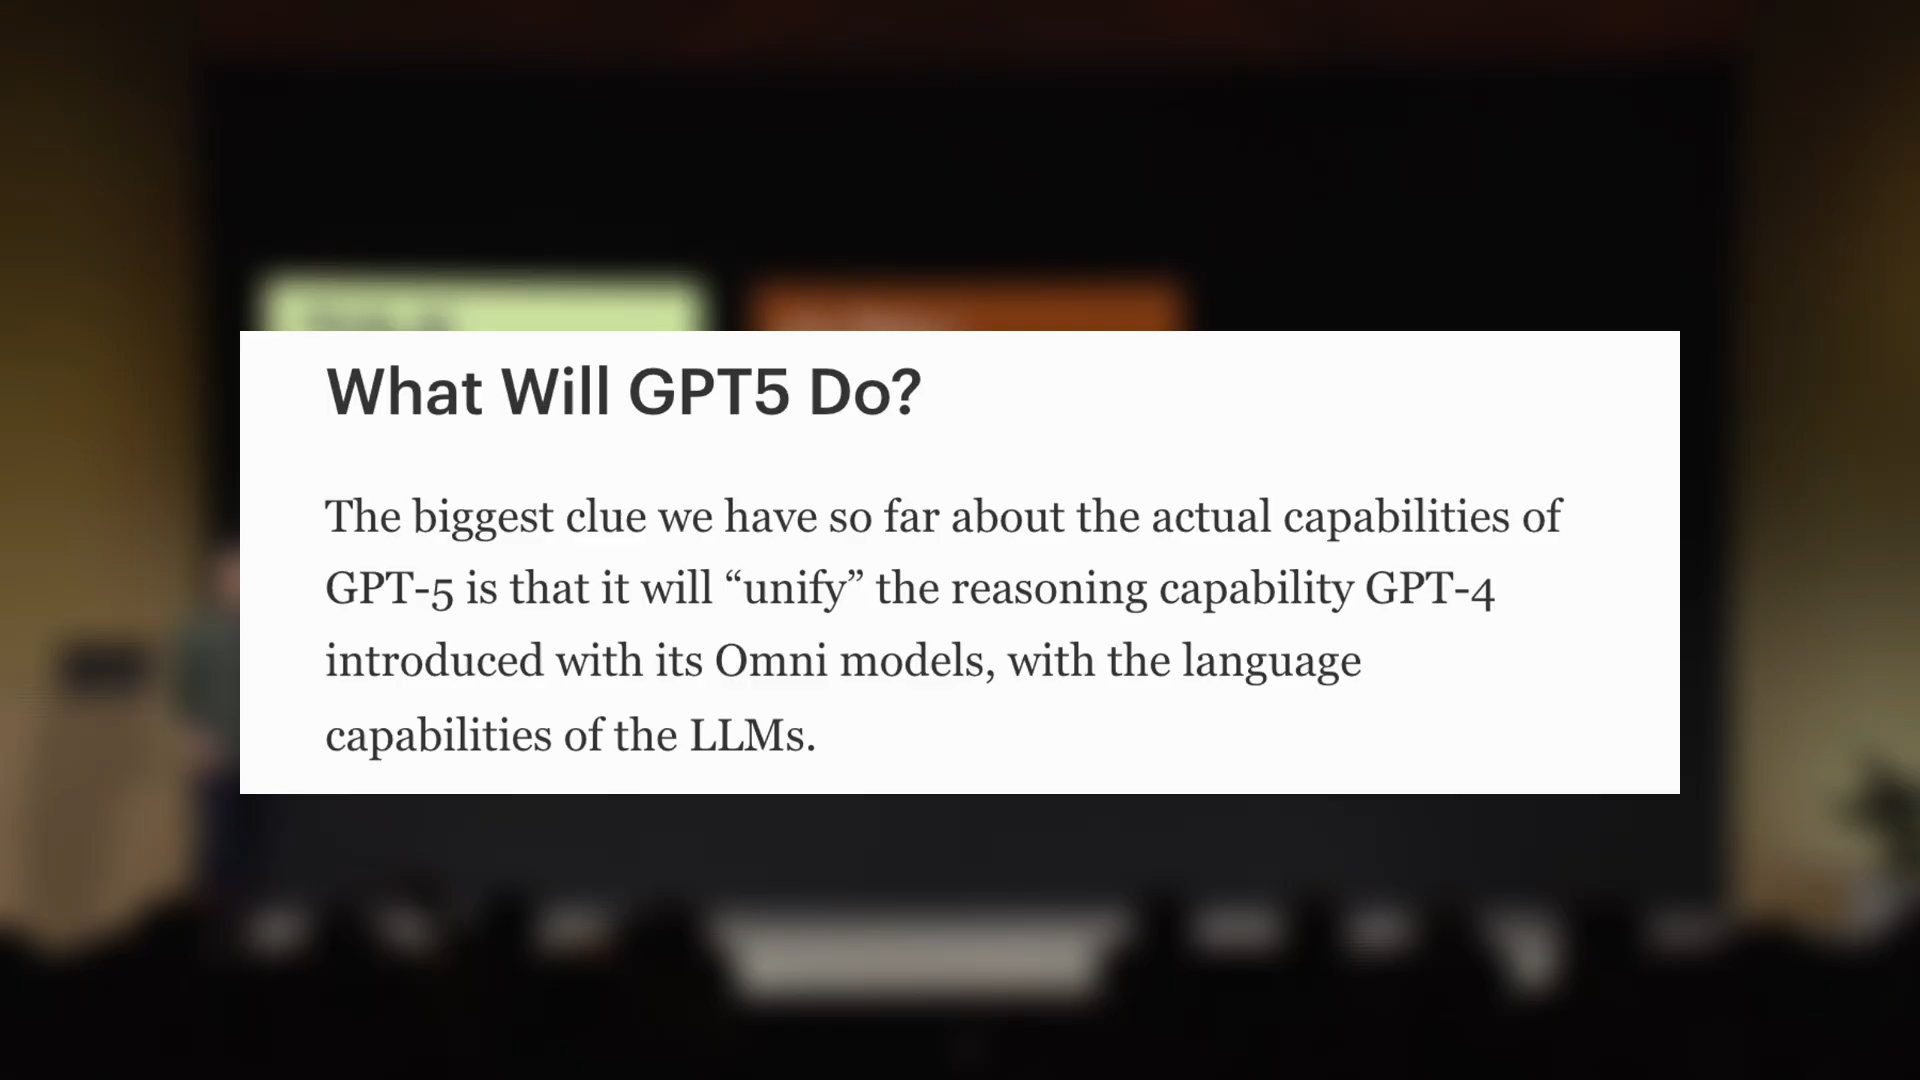 What Will GPT5 Do?
The biggest clue we have so far about the actual capabilities of
GPT-5 is that it will “unify” the reasoning capability GPT-4
introduced with its Omni models, with the language
capabilities of the LLMs.